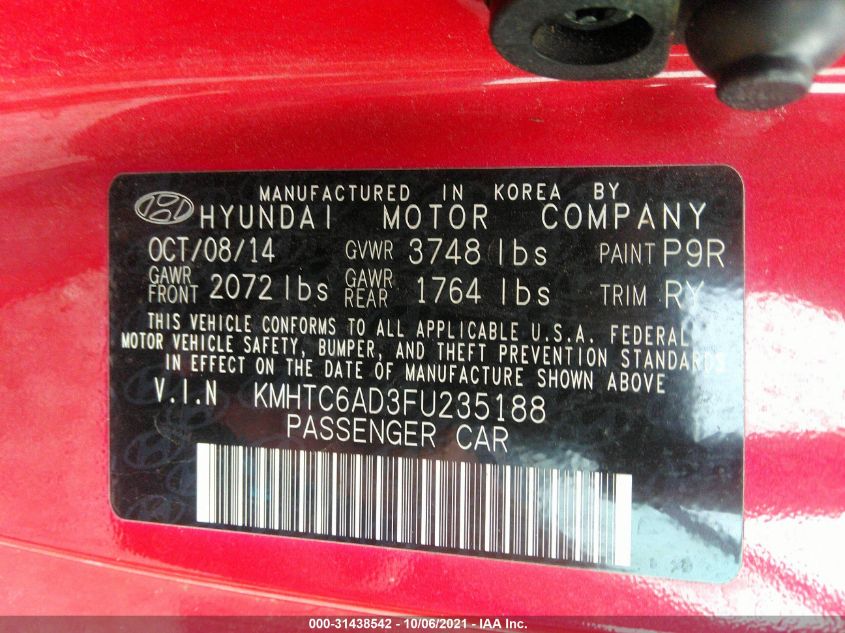 MANUFACTURED IN KOREA BY
HYUNDAI MOTOR COMPANY
OCT/08/14 GVWR 3748 lbs PAINT P9R
GAWR FRONT 2072 lbs GAWR REAR 1764 lbs TRIM RY
THIS VEHICLE CONFORMS TO ALL APPLICABLE U.S.A. FEDERAL
MOTOR VEHICLE SAFETY, BUMPER, AND THEFT PREVENTION STANDARDS
IN EFFECT ON THE DATE OF MANUFACTURE SHOWN ABOVE
V.I.N KMHTC6AD3FU235188
PASSENGER CAR
000-31438542 - 10/06/2021 - IAA Inc.